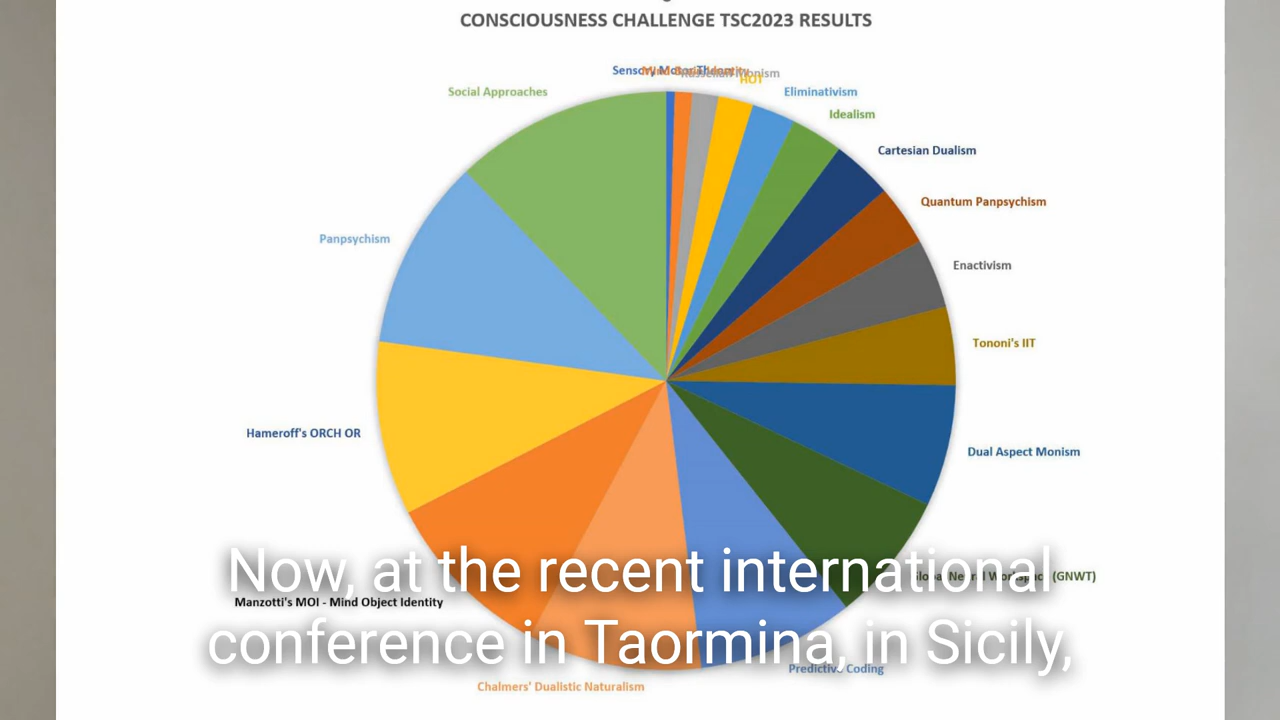 CONSCIOUSNESS CHALLENGE TSC2023 RESULTS
HOT
Social Approaches
Eliminativism
Idealism
Cartesian Dualism
Quantum Panpsychism
Panpsychism
Enactivism
Tononi's IIT
Hameroff's ORCH OR
Dual Aspect Monism
Now, at the recent international
(GNWT)
Manzotti's MOI - Mind Object Identity
conference in Taormina, in Sicily,
Predictive Coding
Chalmers' Dualistic Naturalism